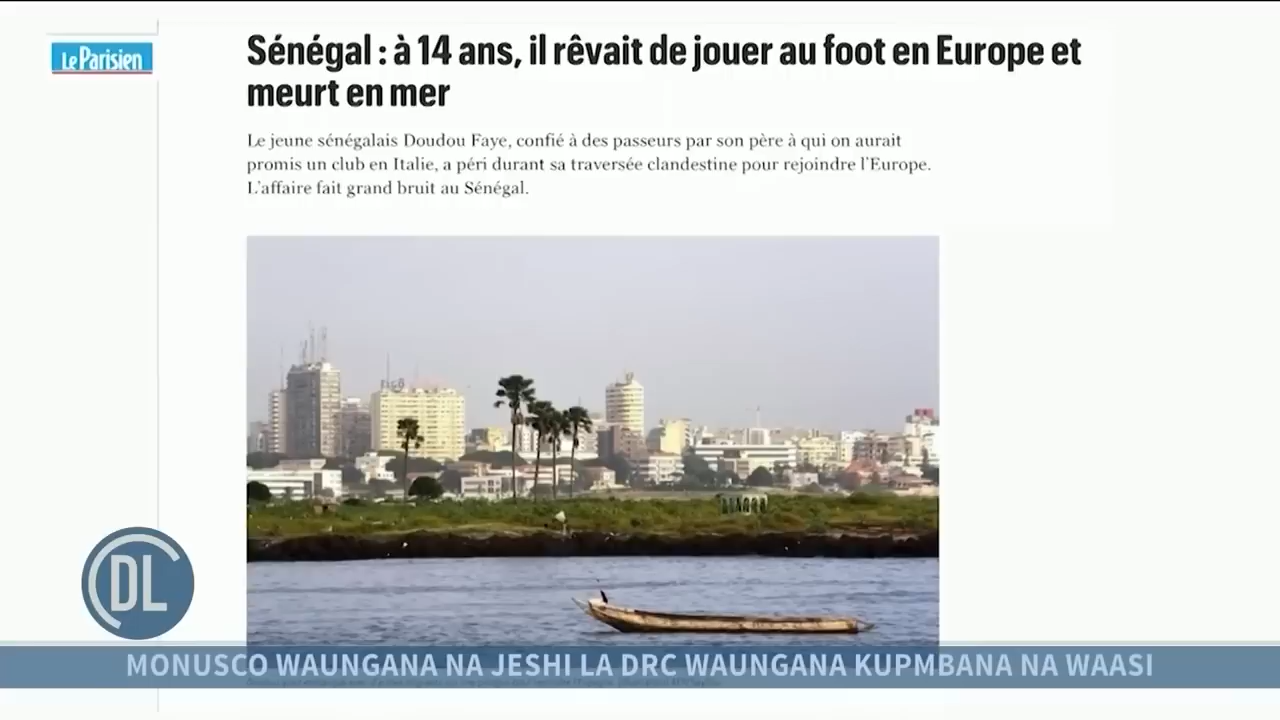 Le Parisien
Sénégal : à 14 ans, il rêvait de jouer au foot en Europe et
meurt en mer
Le jeune sénégalais Doudou Faye, confié à des passeurs par son père à qui on aurait
promis un club en Italie, a péri durant sa traversée clandestine pour rejoindre l'Europe.
L'affaire fait grand bruit au Sénégal.
DL
MONUSCO WAUNGANA NA JESHI LA DRC WAUNGANA KUPMBANA NA WAASI